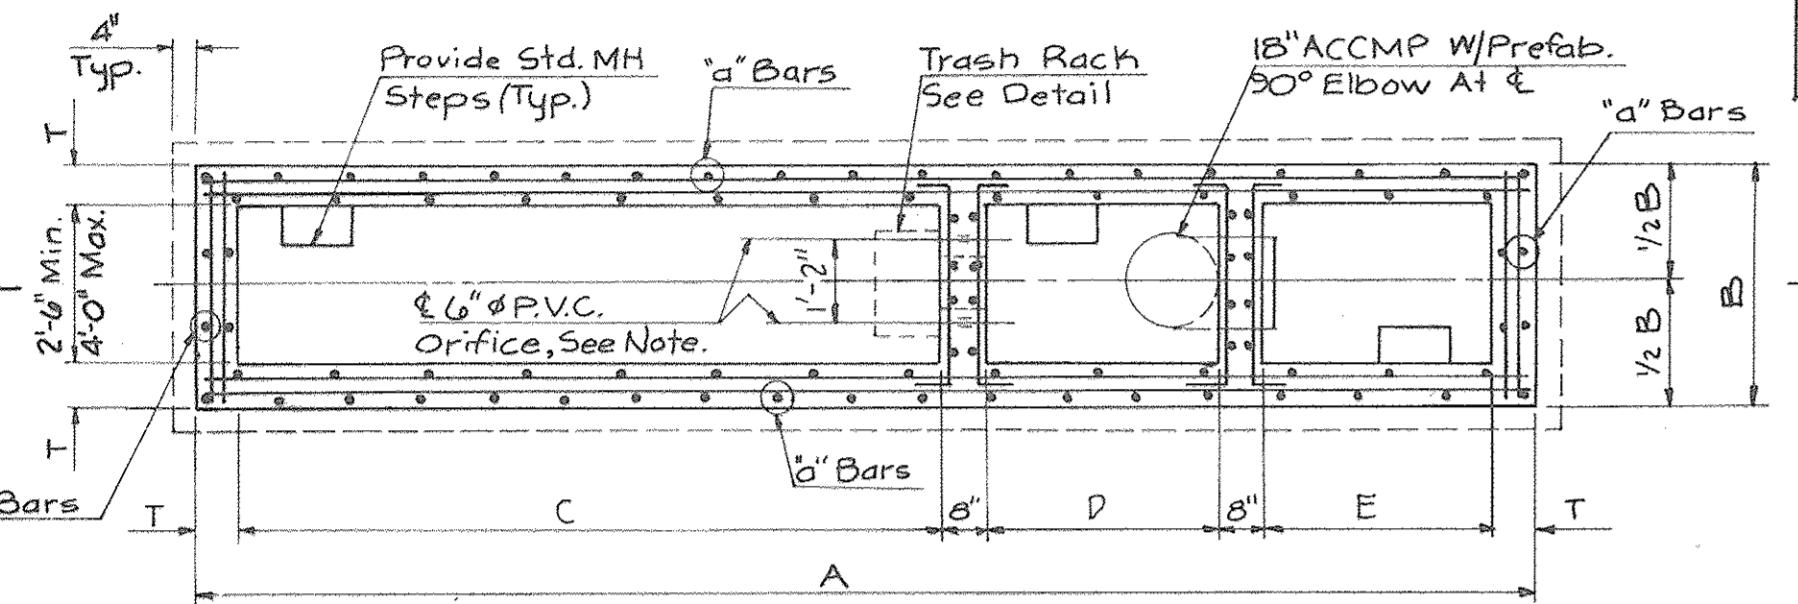 4"
Typ.
Provide Std. MH
Steps (Typ.)
"a" Bars
Trash Rack
See Detail
18" ACCMP W/Prefab.
90° Elbow At ℄
"a" Bars
T
2'-6" Min.
4'-0" Max.
1'-2"
℄ 6" ø P.V.C.
Orifice, See Note.
½ B
½ B
B
T
"a" Bars
Bars
T
C
8"
D
8"
E
T
A